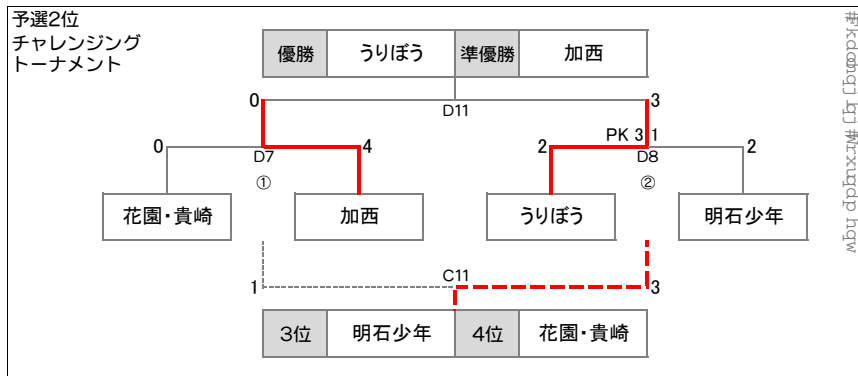 予選2位
チャレンジング
トーナメント
優勝 うりぼう 準優勝 加西
0 D11 3
PK 3 1
0 D7 4 2 D8 2
① ②
花園・貴崎 加西 うりぼう 明石少年
C11
1 3
3位 明石少年 4位 花園・貴崎